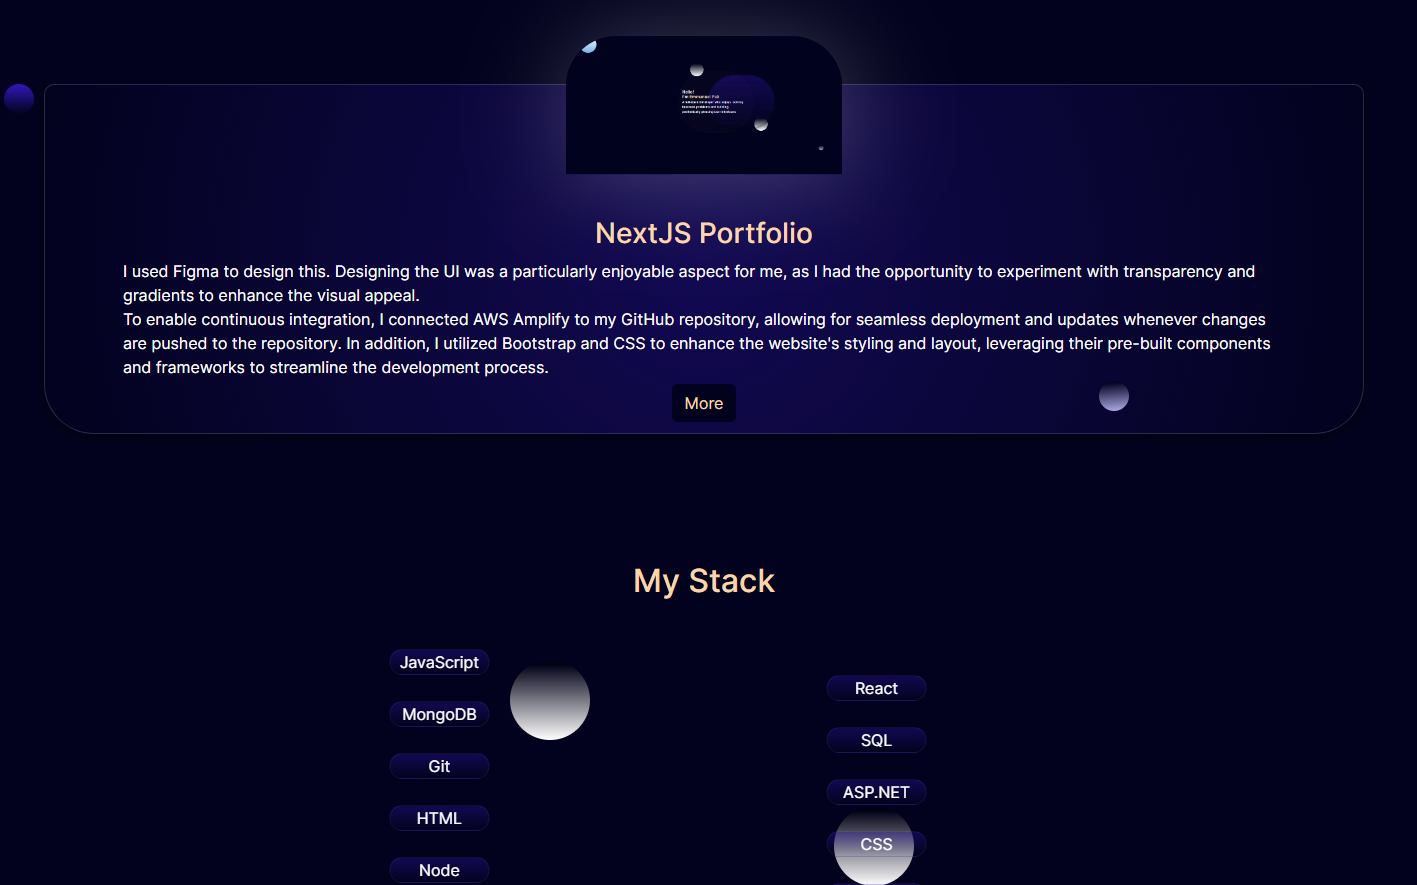 Hello!
NextJS Portfolio
I used Figma to design this. Designing the UI was a particularly enjoyable aspect for me, as I had the opportunity to experiment with transparency and
gradients to enhance the visual appeal.
To enable continuous integration, I connected AWS Amplify to my GitHub repository, allowing for seamless deployment and updates whenever changes
are pushed to the repository. In addition, I utilized Bootstrap and CSS to enhance the website's styling and layout, leveraging their pre-built components
and frameworks to streamline the development process.
More
My Stack
JavaScript
React
MongoDB
SQL
Git
ASP.NET
HTML
CSS
Node